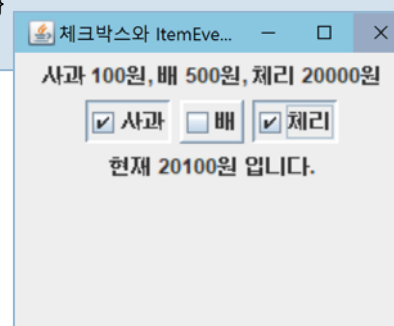 체크박스와 ItemEve...
사과 100원, 배 500원, 체리 20000원
사과 배 체리
현재 20100원 입니다.